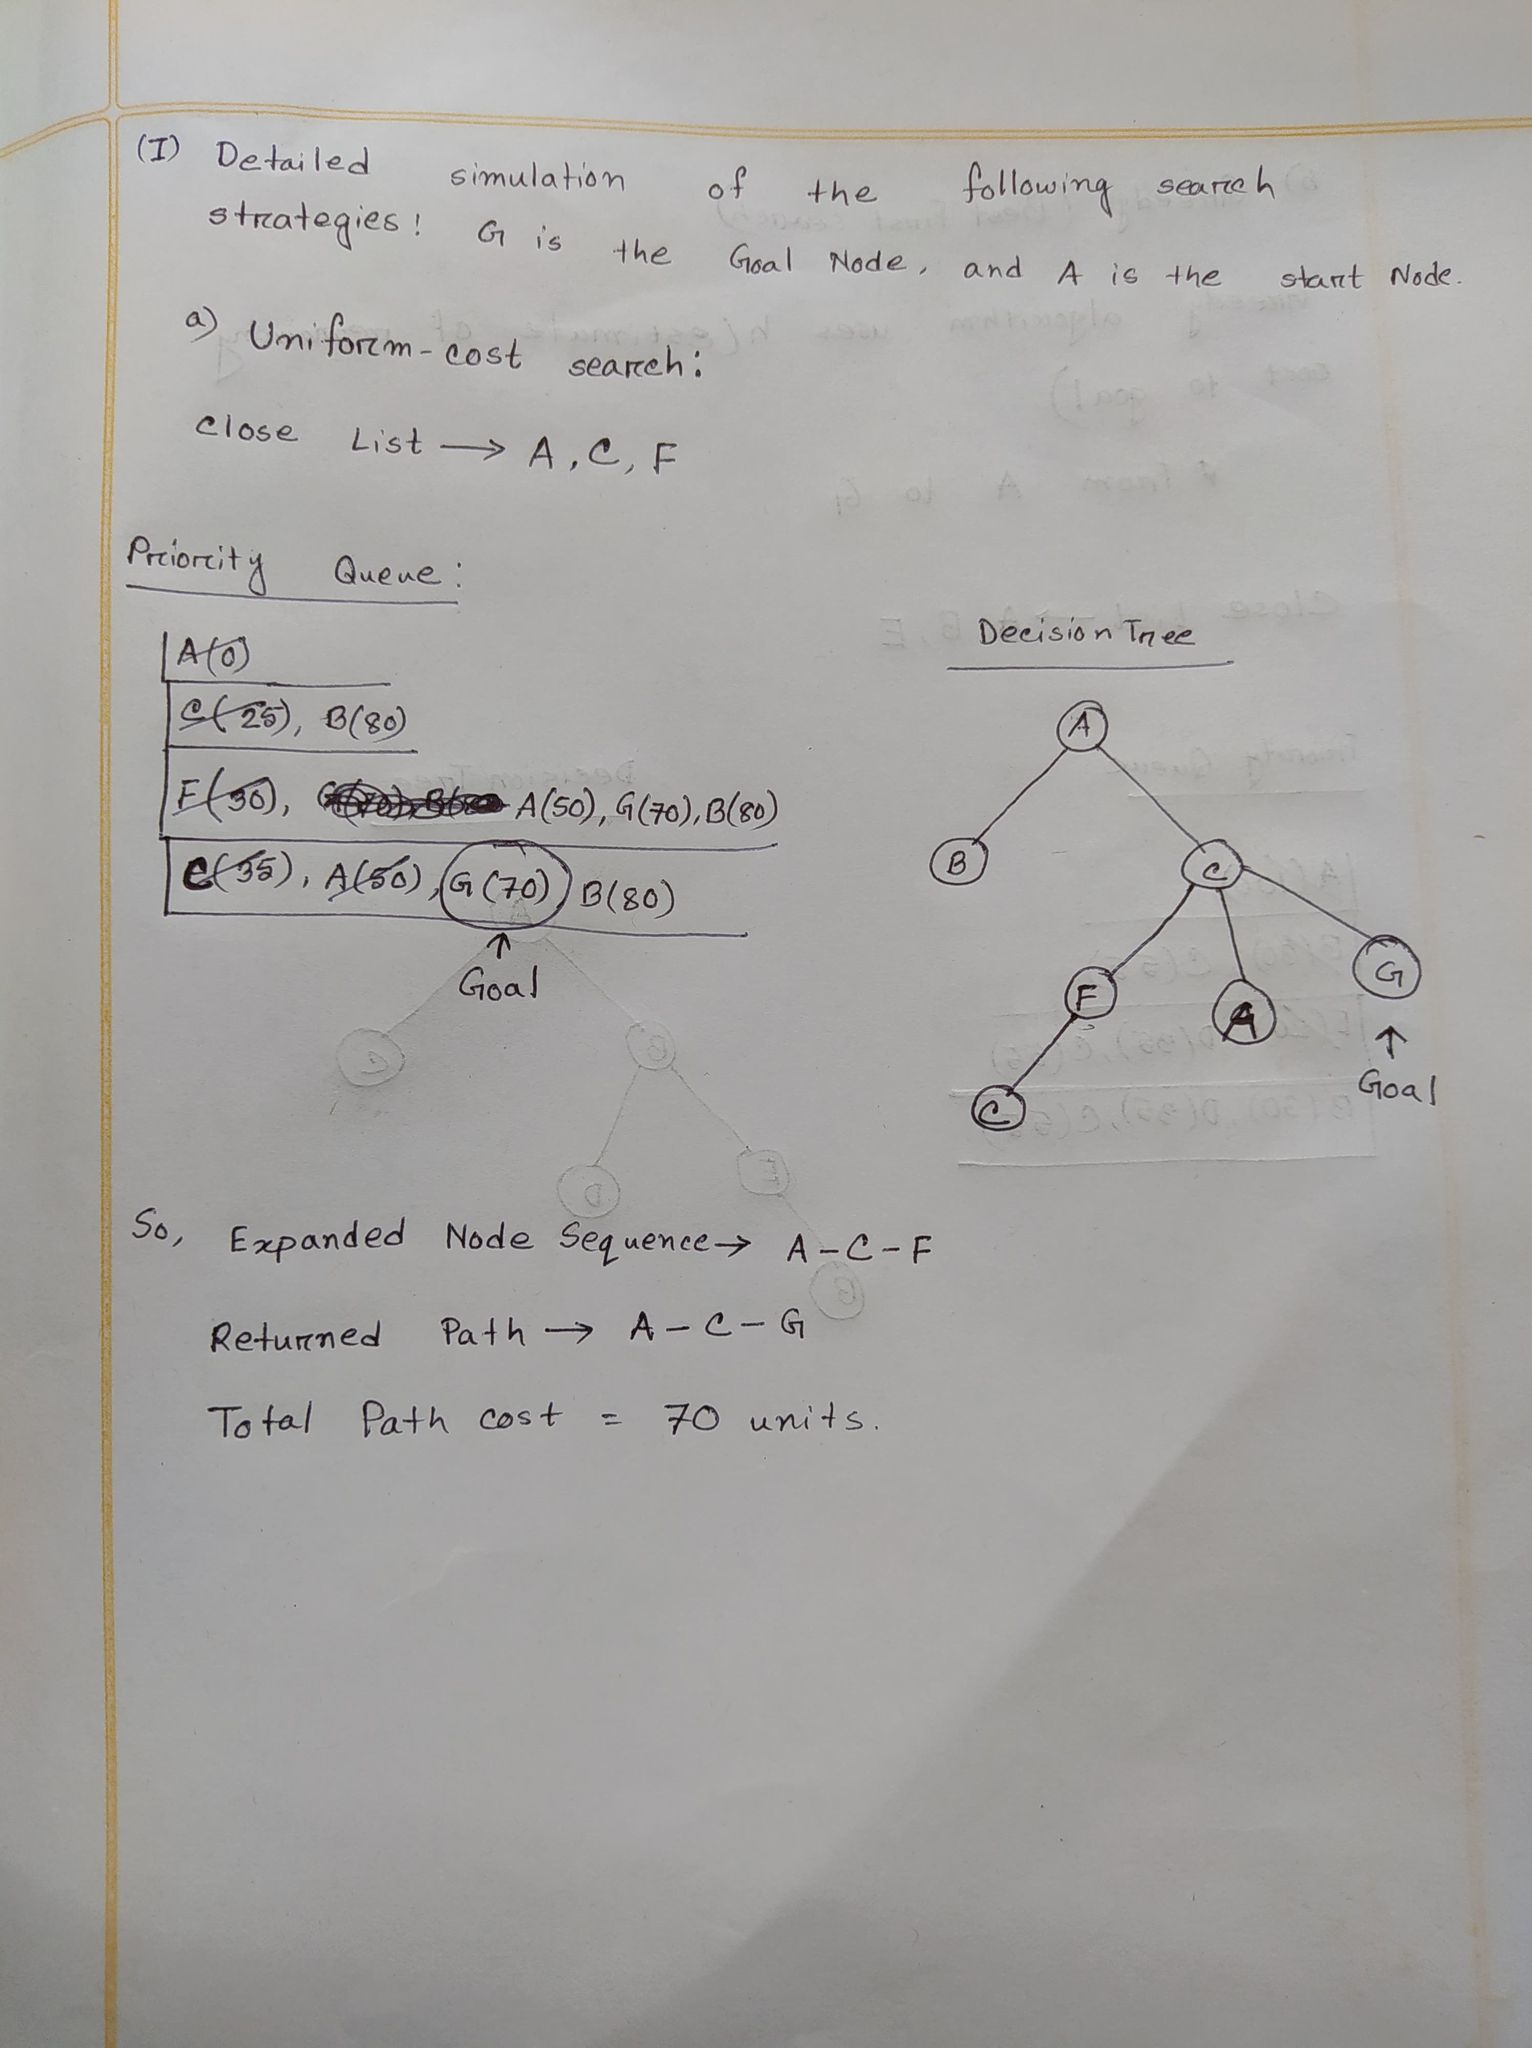 (I) Detailed simulation of the following search
strategies: G is the Goal Node, and A is the start Node.
a) Uniform-cost search:
Close List → A, C, F
Priority Queue:
A(0)
C(25), B(80)
F(30), A(50), G(70), B(80)
C(35), A(50), G(70) B(80)
↑
Goal
Decision Tree
A
B C
F A G
C
↑
Goal
So, Expanded Node Sequence → A-C-F
Returned Path → A-C-G
Total Path cost = 70 units.